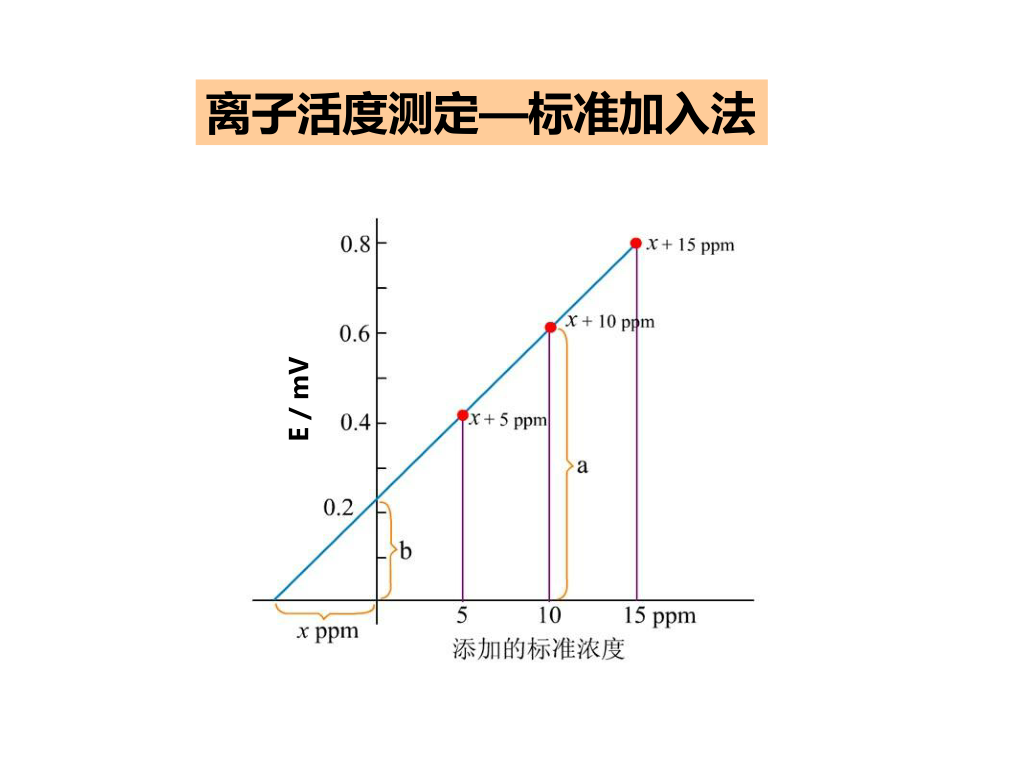 离子活度测定—标准加入法
0.8
x + 15 ppm
0.6
x + 10 ppm
E / mV
0.4
x + 5 ppm
a
0.2
b
5
10
15 ppm
x ppm
添加的标准浓度